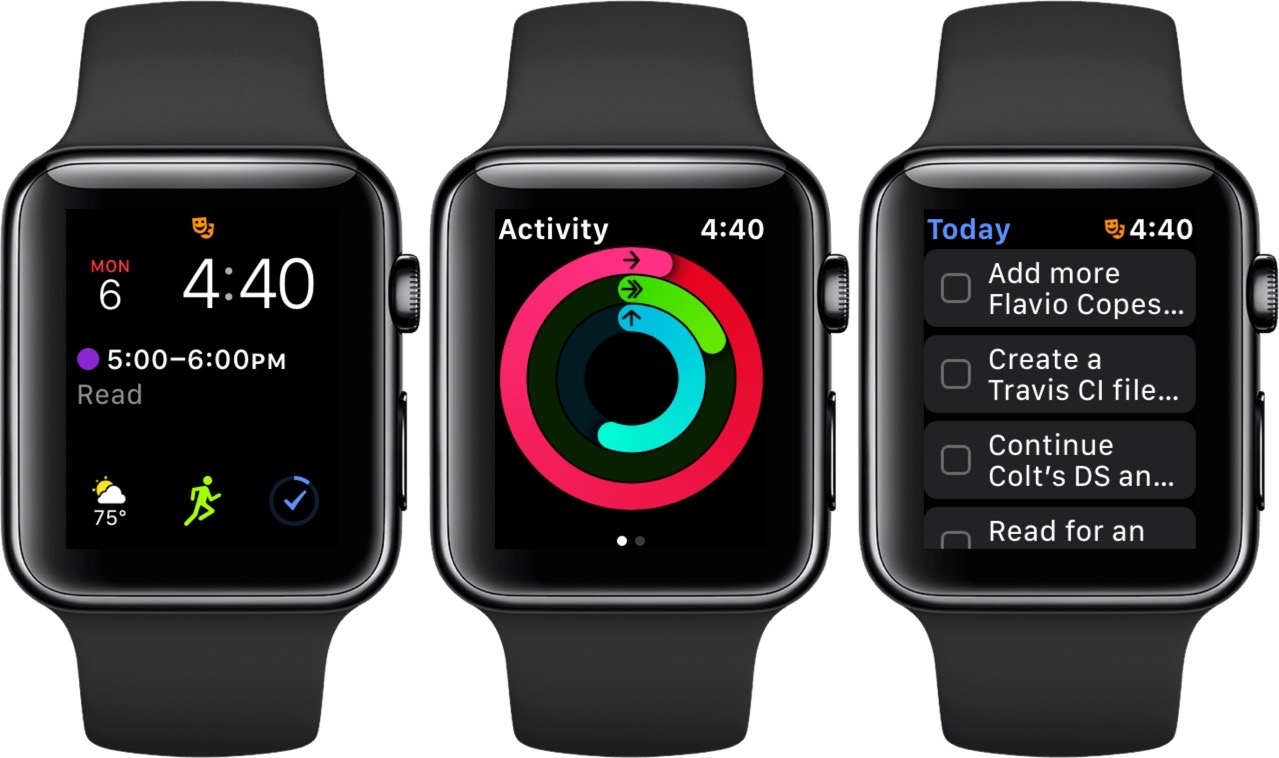 MON
6
4:40
5:00–6:00PM
Read
75°
Activity
4:40
Today
4:40
Add more
Flavio Copes…
Create a
Travis CI file…
Continue
Colt’s DS an…
Read for an